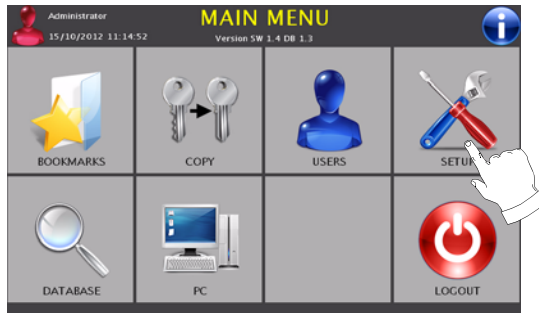 Administrator
MAIN MENU
15/10/2012 11:14:52
Version SW 1.4 DB 1.3
BOOKMARKS
COPY
USERS
SETUP
DATABASE
PC
LOGOUT